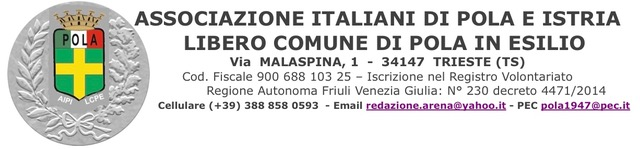 ASSOCIAZIONE ITALIANI DI POLA E ISTRIA
LIBERO COMUNE DI POLA IN ESILIO
Via MALASPINA, 1 - 34147 TRIESTE (TS)
Cod. Fiscale 900 688 103 25 – Iscrizione nel Registro Volontariato
Regione Autonoma Friuli Venezia Giulia: N° 230 decreto 4471/2014
Cellulare (+39) 388 858 0593 - Email redazione.arena@yahoo.it - PEC pola1947@pec.it
POLA
AIPI LCPE